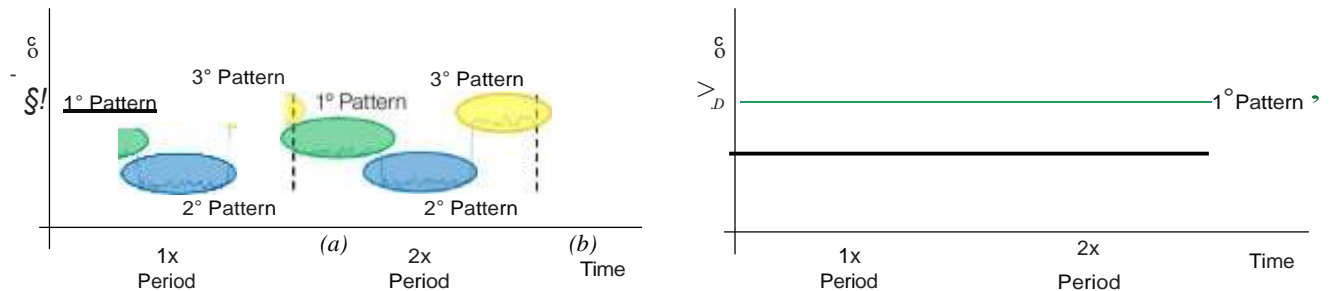 3° Pattern
3° Pattern
1° Pattern
1° Pattern
1° Pattern
2° Pattern
2° Pattern
(a)
(b)
1x
Period
2x
Period
Time
1x
Period
2x
Period
Time